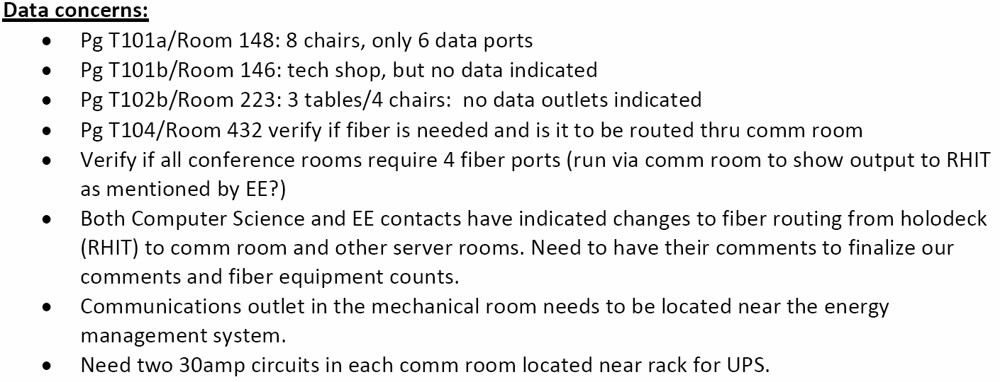 Data concerns:
• Pg T101a/Room 148: 8 chairs, only 6 data ports
• Pg T101b/Room 146: tech shop, but no data indicated
• Pg T102b/Room 223: 3 tables/4 chairs:  no data outlets indicated
• Pg T104/Room 432 verify if fiber is needed and is it to be routed thru comm room
• Verify if all conference rooms require 4 fiber ports (run via comm room to show output to RHIT
as mentioned by EE?)
• Both Computer Science and EE contacts have indicated changes to fiber routing from holodeck
(RHIT) to comm room and other server rooms. Need to have their comments to finalize our
comments and fiber equipment counts.
• Communications outlet in the mechanical room needs to be located near the energy
management system.
• Need two 30amp circuits in each comm room located near rack for UPS.